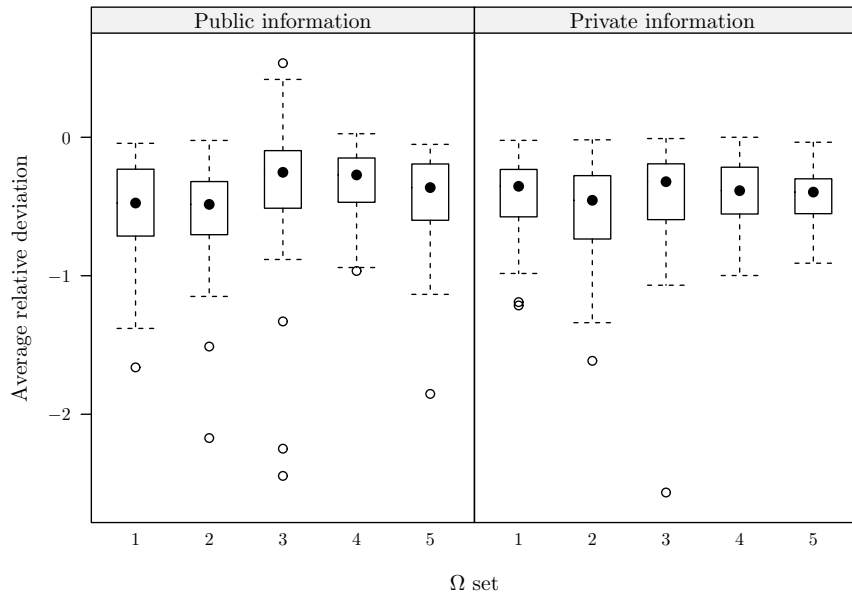 Public information
Private information
Average relative deviation
0
−1
−2
1 2 3 4 5
1 2 3 4 5
Ω set